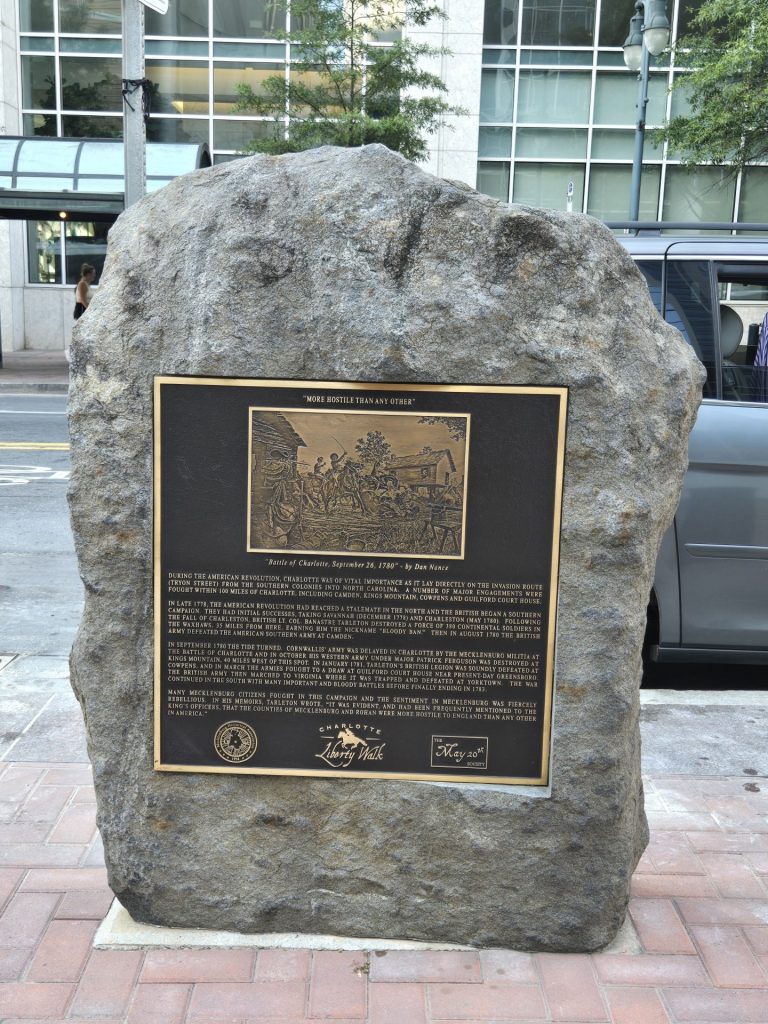 "MORE HOSTILE THAN ANY OTHER"
"Battle of Charlotte, September 26, 1780" - by Dan Nance
DURING THE AMERICAN REVOLUTION, CHARLOTTE WAS OF VITAL IMPORTANCE AS IT LAY DIRECTLY ON THE INVASION ROUTE
(TRYON STREET) FROM THE SOUTHERN COLONIES INTO NORTH CAROLINA. A NUMBER OF MAJOR ENGAGEMENTS WERE
FOUGHT WITHIN 100 MILES OF CHARLOTTE, INCLUDING CAMDEN, KINGS MOUNTAIN, COWPENS AND GUILFORD COURT HOUSE.
IN LATE 1778, THE AMERICAN REVOLUTION HAD REACHED A STALEMATE IN THE NORTH AND THE BRITISH BEGAN A SOUTHERN
CAMPAIGN. THEY HAD INITIAL SUCCESSES, TAKING SAVANNAH (DECEMBER 1778) AND CHARLESTON (MAY 1780). FOLLOWING
THE FALL OF CHARLESTON, BRITISH LT. COL. BANASTRE TARLETON DESTROYED A FORCE OF 380 CONTINENTAL SOLDIERS IN
THE WAXHAWS, 35 MILES FROM HERE, EARNING HIM THE NICKNAME "BLOODY BAN." THEN IN AUGUST 1780 THE BRITISH
ARMY DEFEATED THE AMERICAN SOUTHERN ARMY AT CAMDEN.
IN SEPTEMBER 1780 THE TIDE TURNED. CORNWALLIS' ARMY WAS DELAYED IN CHARLOTTE BY THE MECKLENBURG MILITIA AT
THE BATTLE OF CHARLOTTE AND IN OCTOBER HIS WESTERN ARMY UNDER MAJOR PATRICK FERGUSON WAS DESTROYED AT
KINGS MOUNTAIN, 40 MILES WEST OF THIS SPOT. IN JANUARY 1781, TARLETON'S BRITISH LEGION WAS SOUNDLY DEFEATED AT
COWPENS, AND IN MARCH THE ARMIES FOUGHT TO A DRAW AT GUILFORD COURT HOUSE NEAR PRESENT-DAY GREENSBORO.
THE BRITISH ARMY THEN MARCHED TO VIRGINIA WHERE IT WAS TRAPPED AND DEFEATED AT YORKTOWN. THE WAR
CONTINUED IN THE SOUTH WITH MANY IMPORTANT AND BLOODY BATTLES BEFORE FINALLY ENDING IN 1783.
MANY MECKLENBURG CITIZENS FOUGHT IN THIS CAMPAIGN AND THE SENTIMENT IN MECKLENBURG WAS FIERCELY
REBELLIOUS. IN HIS MEMOIRS, TARLETON WROTE, "IT WAS EVIDENT, AND HAD BEEN FREQUENTLY MENTIONED TO THE
KING'S OFFICERS, THAT THE COUNTIES OF MECKLENBURG AND ROHAN WERE MORE HOSTILE TO ENGLAND THAN ANY OTHER
IN AMERICA."
CHARLOTTE
Liberty Walk
THE
May 20th
SOCIETY